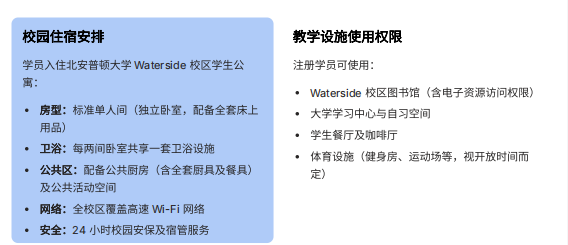 校园住宿安排
学员入住北安普顿大学 Waterside 校区学生公
寓：
• 房型：标准单人间（独立卧室，配备全套床上
用品）
• 卫浴：每两间卧室共享一套卫浴设施
• 公共区：配备公共厨房（含全套厨具及餐具）
及公共活动空间
• 网络：全校区覆盖高速 Wi-Fi 网络
• 安全：24 小时校园安保及宿管服务
教学设施使用权限
注册学员可使用：
• Waterside 校区图书馆（含电子资源访问权限）
• 大学学习中心与自习空间
• 学生餐厅及咖啡厅
• 体育设施（健身房、运动场等，视开放时间而
定）